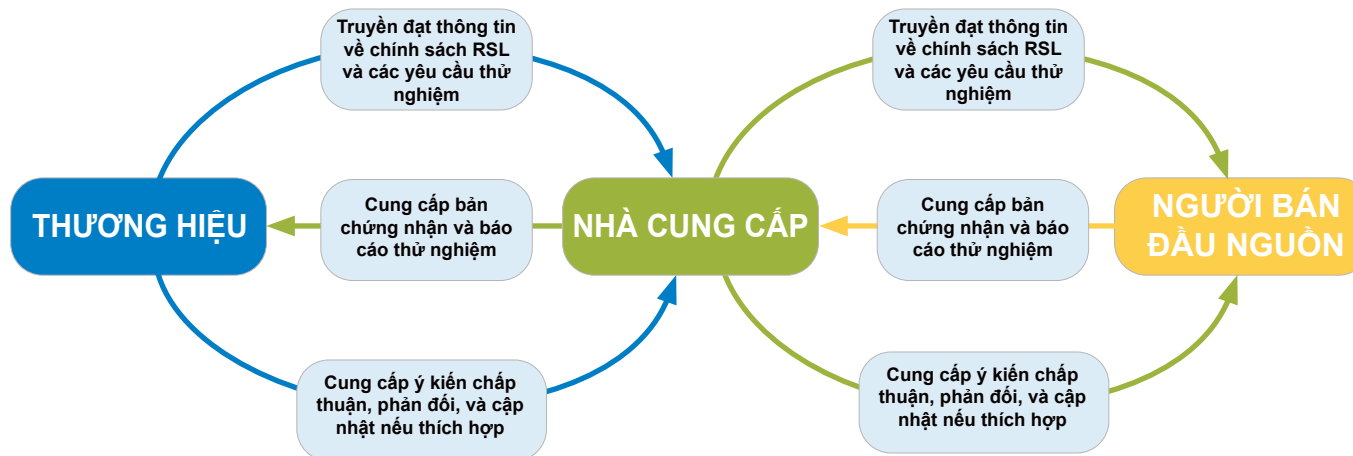 Truyền đạt thông tin
về chính sách RSL
và các yêu cầu thử
nghiệm
Truyền đạt thông tin
về chính sách RSL
và các yêu cầu thử
nghiệm
THƯƠNG HIỆU
Cung cấp bản
chứng nhận và báo
cáo thử nghiệm
NHÀ CUNG CẤP
Cung cấp bản
chứng nhận và báo
cáo thử nghiệm
NGƯỜI BÁN
ĐẦU NGUỒN
Cung cấp ý kiến chấp
thuận, phản đối, và cập
nhật nếu thích hợp
Cung cấp ý kiến chấp
thuận, phản đối, và cập
nhật nếu thích hợp